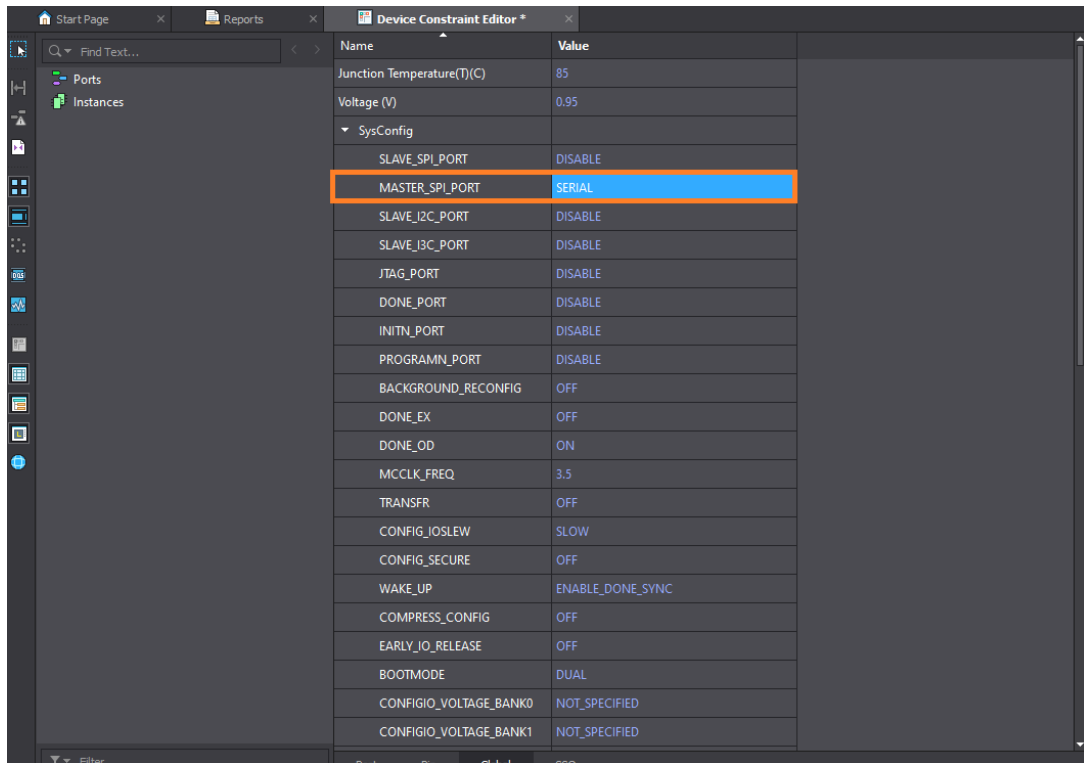 Start Page
Reports
Device Constraint Editor *
Find Text...
Ports
Instances
Name Value
Junction Temperature(T)(C) 85
Voltage (V) 0.95
SysConfig
SLAVE_SPI_PORT DISABLE
MASTER_SPI_PORT SERIAL
SLAVE_I2C_PORT DISABLE
SLAVE_I3C_PORT DISABLE
JTAG_PORT DISABLE
DONE_PORT DISABLE
INITN_PORT DISABLE
PROGRAMN_PORT DISABLE
BACKGROUND_RECONFIG OFF
DONE_EX OFF
DONE_OD ON
MCCLK_FREQ 3.5
TRANSFR OFF
CONFIG_IOSLEW SLOW
CONFIG_SECURE OFF
WAKE_UP ENABLE_DONE_SYNC
COMPRESS_CONFIG OFF
EARLY_IO_RELEASE OFF
BOOTMODE DUAL
CONFIGIO_VOLTAGE_BANK0 NOT_SPECIFIED
CONFIGIO_VOLTAGE_BANK1 NOT_SPECIFIED
Filter